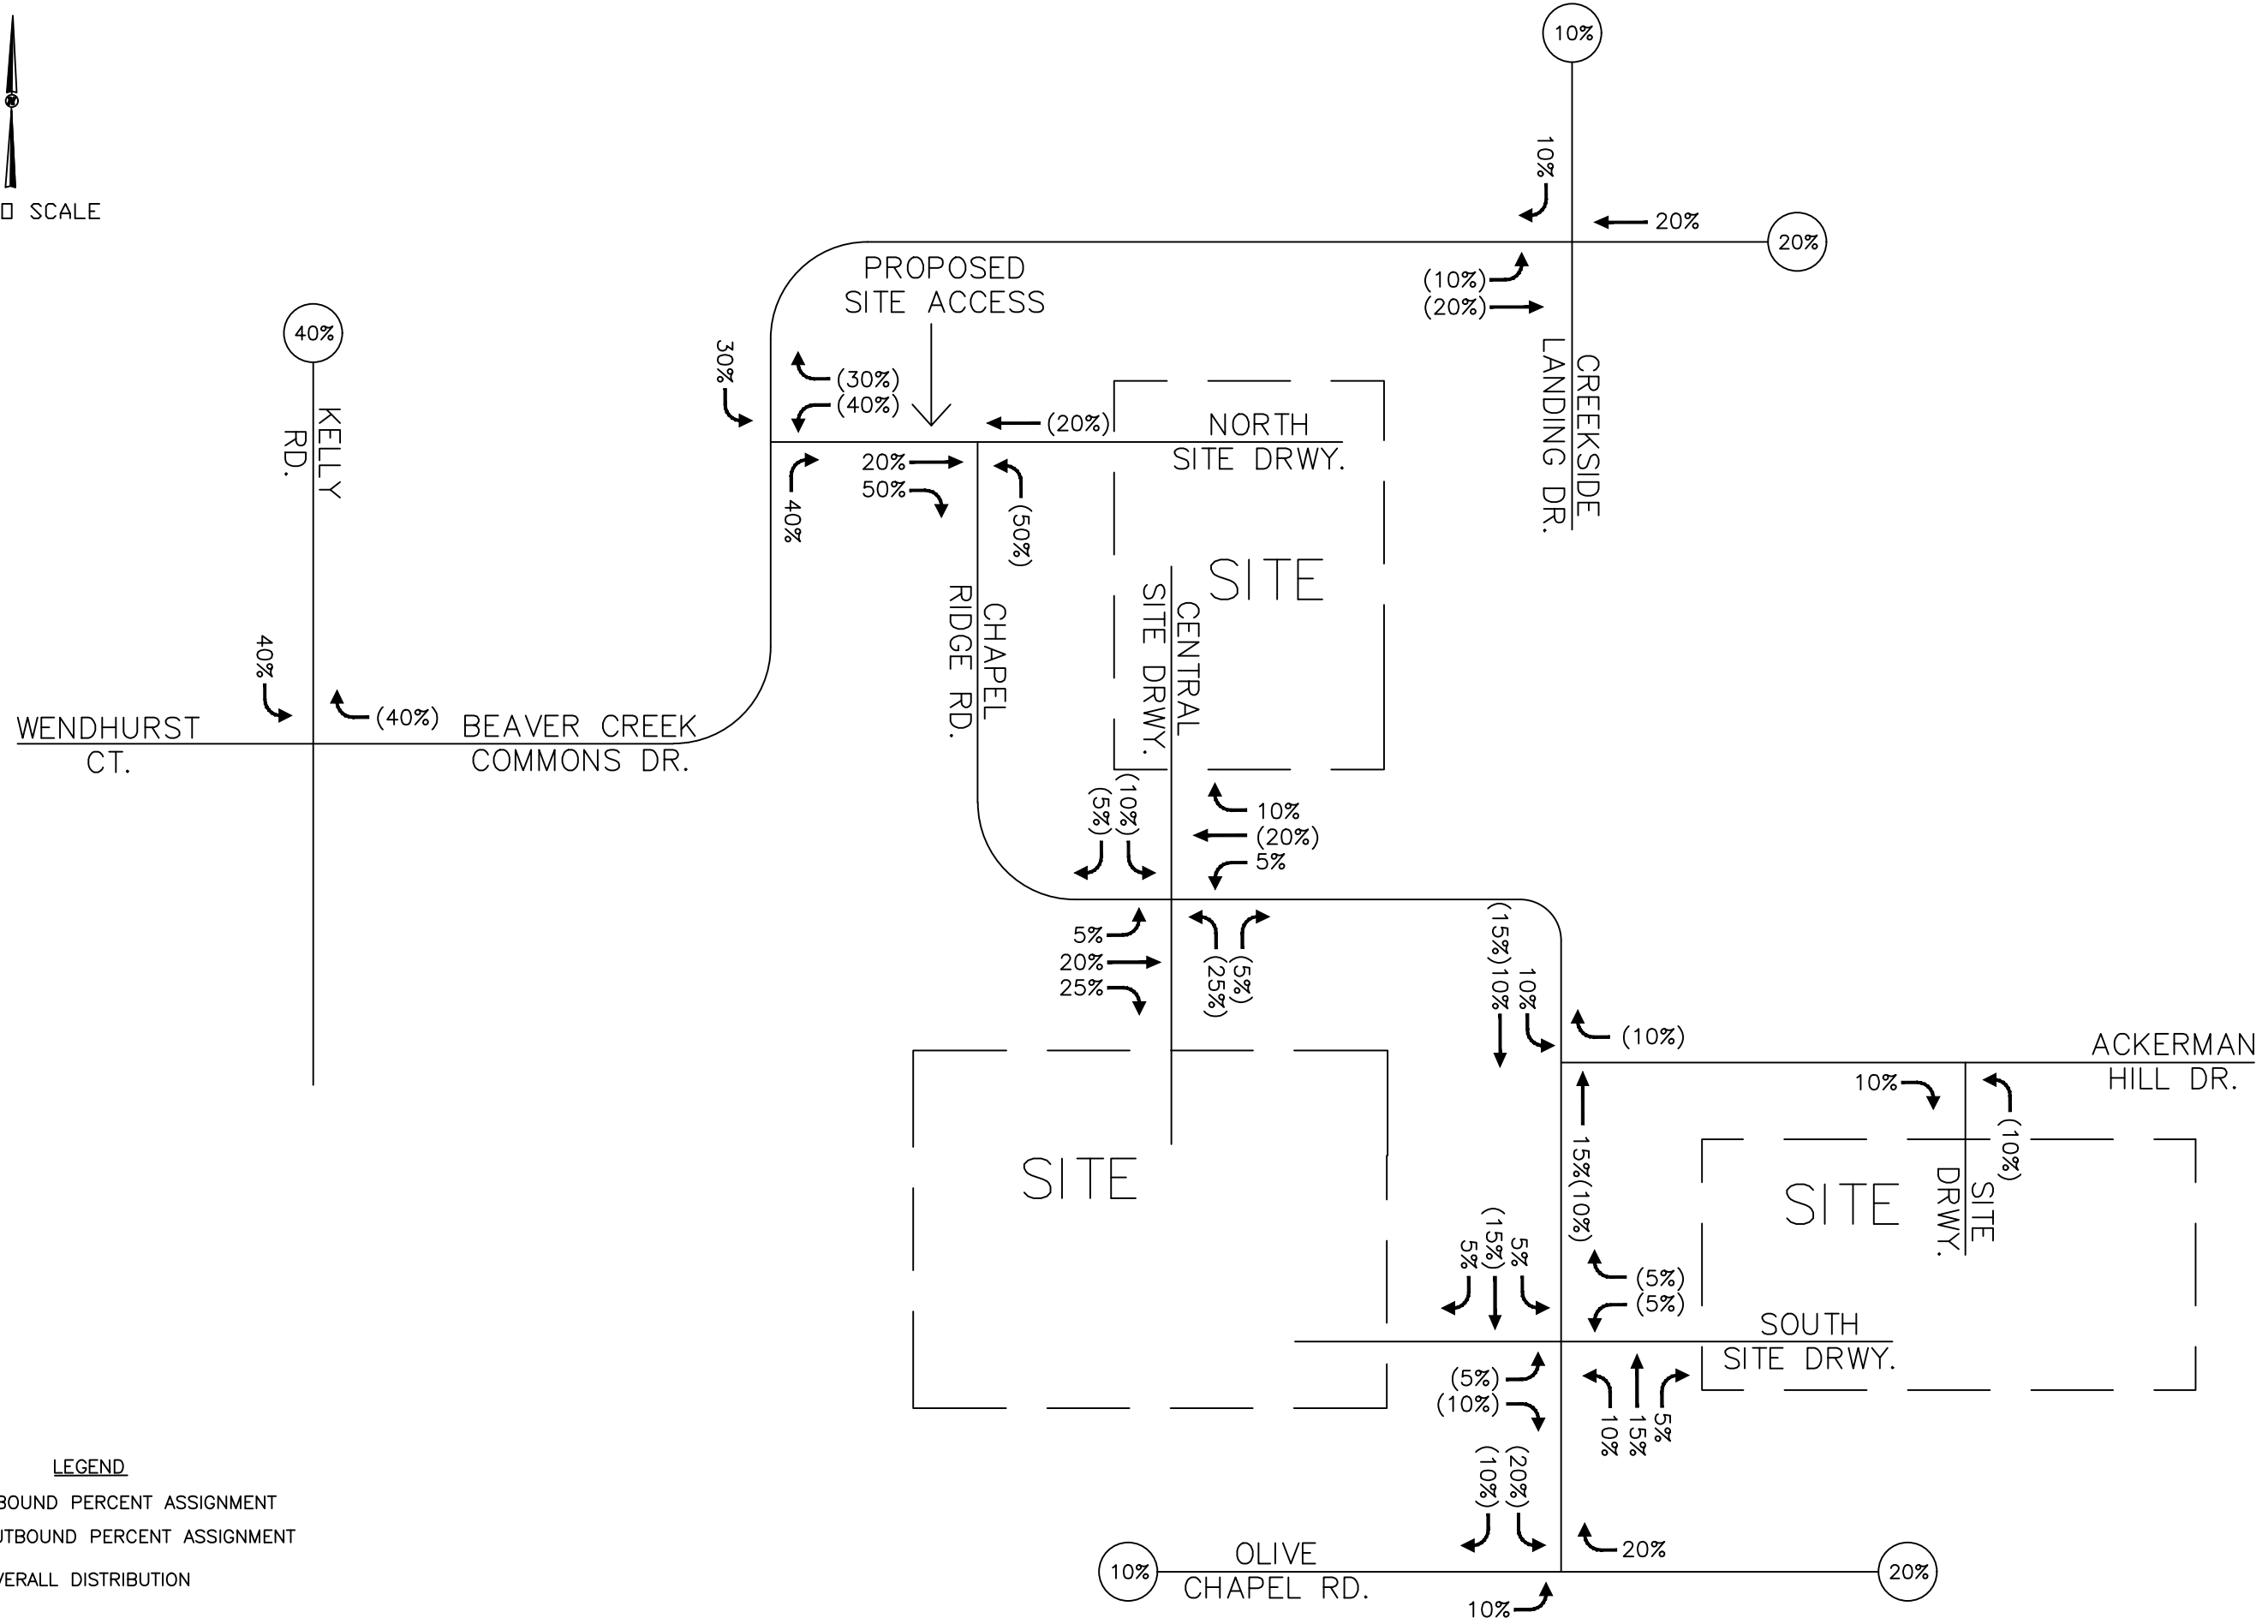 10%
10%
20%
20%
(10%)
(20%)
SCALE
PROPOSED
SITE ACCESS
40%
30%
(30%)
(40%)
CREEKSIDE
LANDING DR.
KELLY
RD.
(20%)
NORTH
SITE DRWY.
20%
50%
40%
(50%)
SITE
CHAPEL
RIDGE RD.
CENTRAL
SITE DRWY.
40%
(40%)
WENDHURST
CT.
BEAVER CREEK
COMMONS DR.
(10%)
(5%)
10%
(20%)
5%
5%
20%
25%
(5%)
(25%)
(15%)10%
10%
(10%)
ACKERMAN
HILL DR.
10%
(10%)
15%(10%)
SITE
SITE
SITE
DRWY.
5%
(15%)
5%
(5%)
(5%)
SOUTH
SITE DRWY.
(5%)
(10%)
5%
15%
10%
(20%)
(10%)
LEGEND
BOUND PERCENT ASSIGNMENT
UTBOUND PERCENT ASSIGNMENT
VERALL DISTRIBUTION
20%
10%
OLIVE
CHAPEL RD.
20%
10%